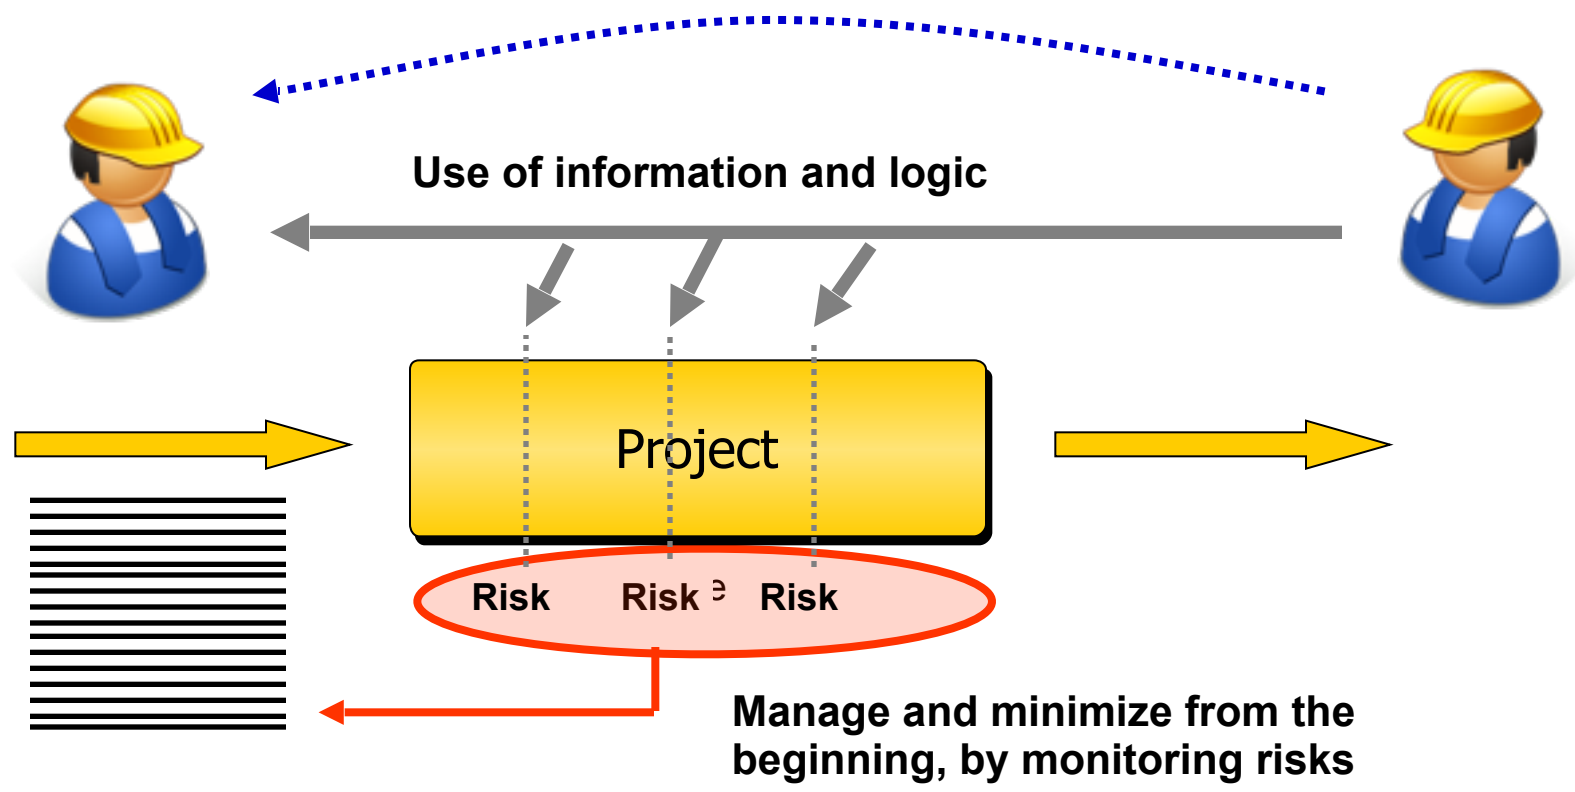 Use of information and logic
Project
Risk Risk e Risk
Manage and minimize from the
beginning, by monitoring risks